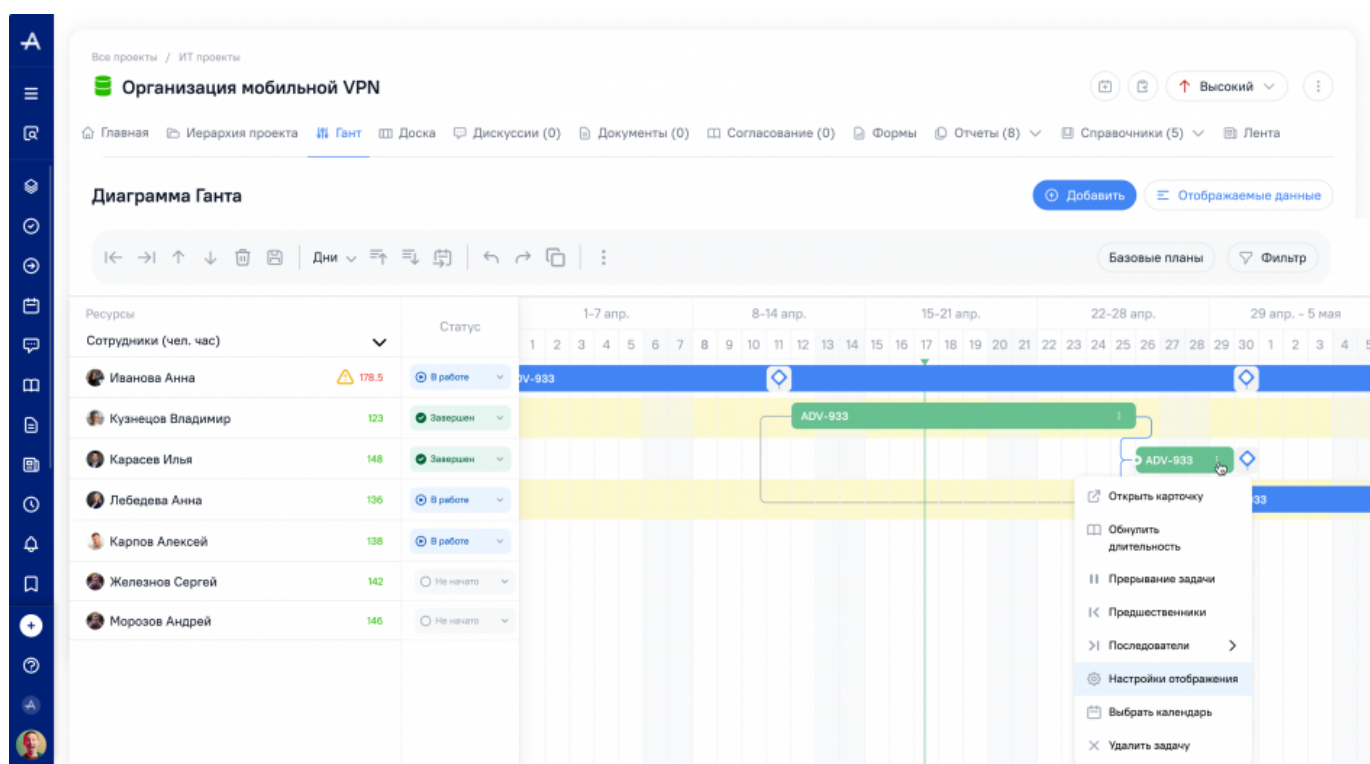 Все проекты / ИТ проекты
Организация мобильной VPN
Высокий
Главная Иерархия проекта Гант Доска Дискуссии (0) Документы (0) Согласование (0) Формы Отчеты (8) Справочники (5) Лента
Диаграмма Ганта
Добавить
Отображаемые данные
Дни
Базовые планы
Фильтр
Ресурсы
Сотрудники (чел. час)
Статус
1-7 апр. 8-14 апр. 15-21 апр. 22-28 апр. 29 апр. - 5 мая
1 2 3 4 5 6 7 8 9 10 11 12 13 14 15 16 17 18 19 20 21 22 23 24 25 26 27 28 29 30 1 2 3 4
Иванова Анна 178.5 В работе DV-933
Кузнецов Владимир 123 Завершен ADV-933
Карасев Илья 148 Завершен ADV-933
Лебедева Анна 136 В работе 33
Карпов Алексей 138 В работе
Железнов Сергей 142 Не начато
Морозов Андрей 146 Не начато
Открыть карточку
Обнулить
длительность
Прерывание задачи
Предшественники
Последователи
Настройки отображения
Выбрать календарь
Удалить задачу